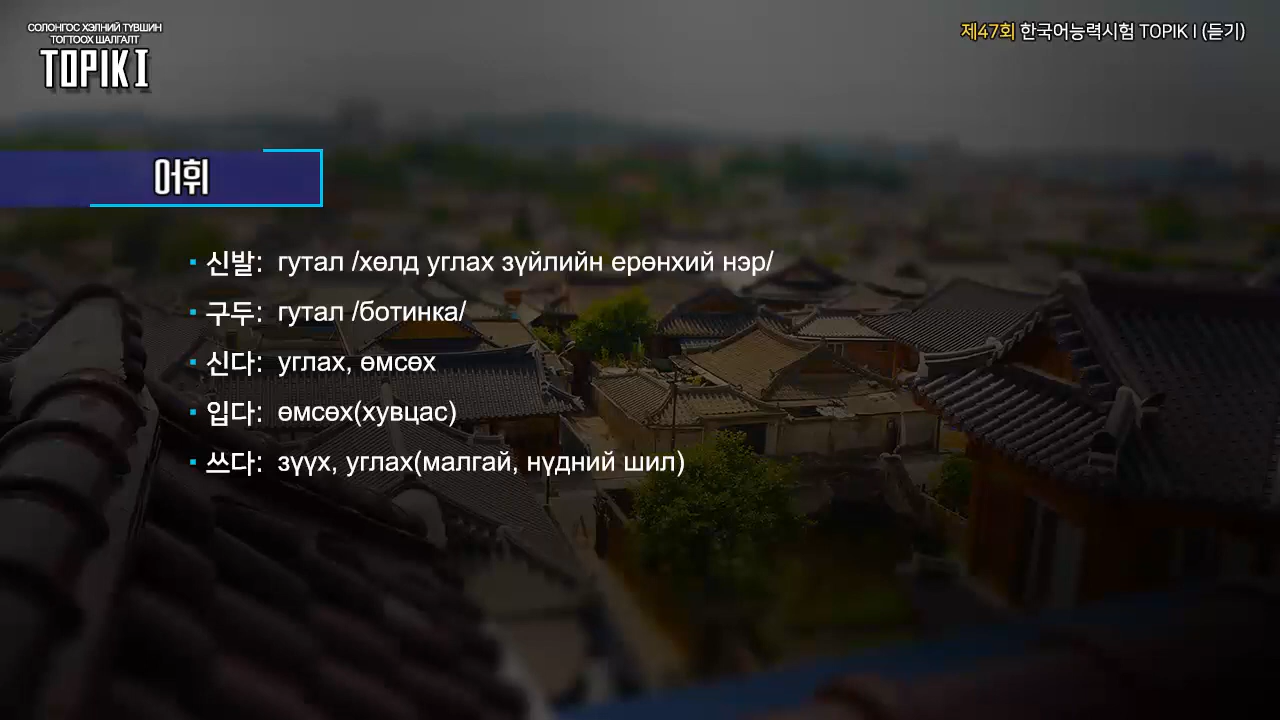 СОЛОНГОС ХЭЛНИЙ ТҮВШИН
ТОГТООХ ШАЛГАЛТ
TOPIK I
제47회 한국어능력시험 TOPIK I (듣기)
어휘
▪ 신발: гутал /хөлд углах зүйлийн ерөнхий нэр/
▪ 구두: гутал /ботинка/
▪ 신다: углах, өмсөх
▪ 입다: өмсөх(хувцас)
▪ 쓰다: зүүх, углах(малгай, нүдний шил)